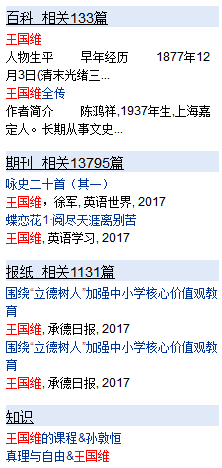 百科 相关133篇
王国维
人物生平 早年经历 1877年12
月3日(清末光绪三...
王国维全传
作者简介 陈鸿祥,1937年生,上海嘉
定人。长期从事文史...
期刊 相关13795篇
咏史二十首（其一）
王国维，徐军, 英语世界, 2017
蝶恋花1·阅尽天涯离别苦
王国维, 英语学习, 2017
报纸 相关1131篇
围绕“立德树人”加强中小学核心价值观教
育
王国维, 承德日报, 2017
围绕“立德树人”加强中小学核心价值观教
育
王国维, 承德日报, 2017
知识
王国维的课程&孙敦恒
真理与自由&王国维